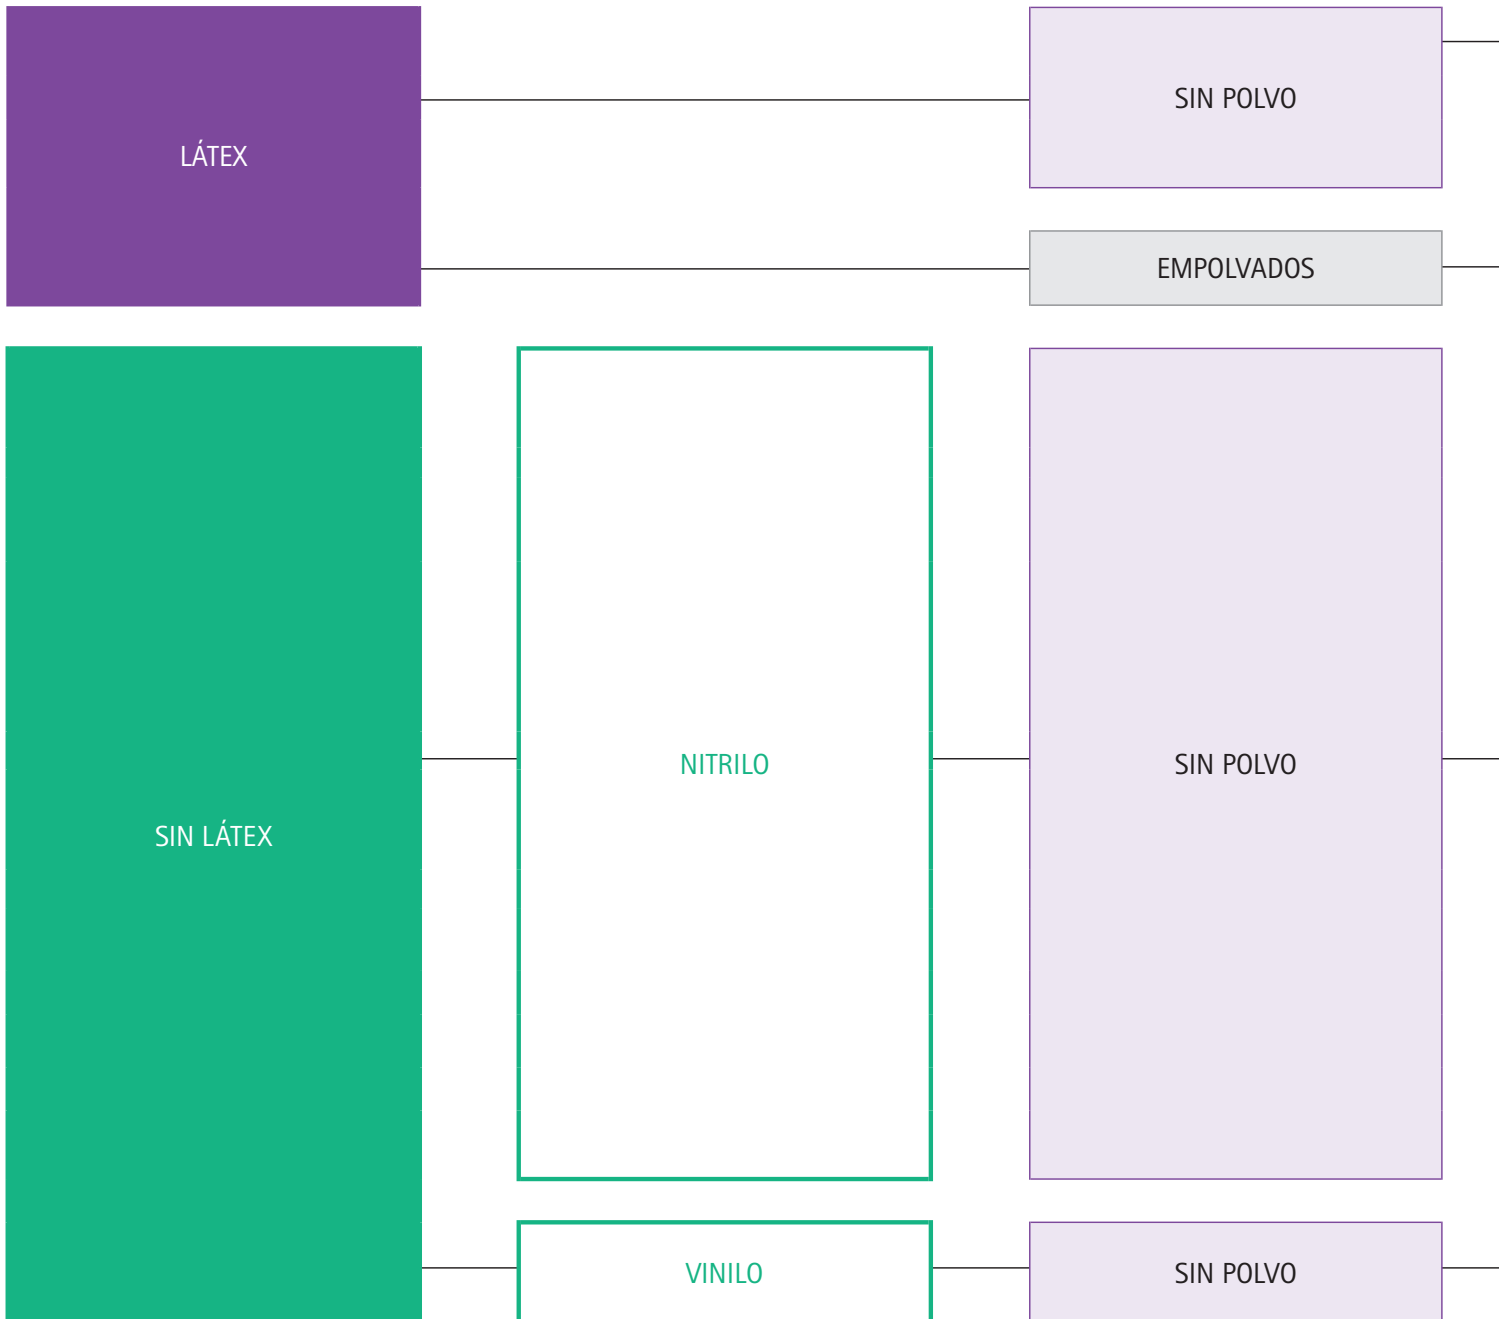 LÁTEX
SIN POLVO
EMPOLVADOS
SIN LÁTEX
NITRILO
SIN POLVO
VINILO
SIN POLVO